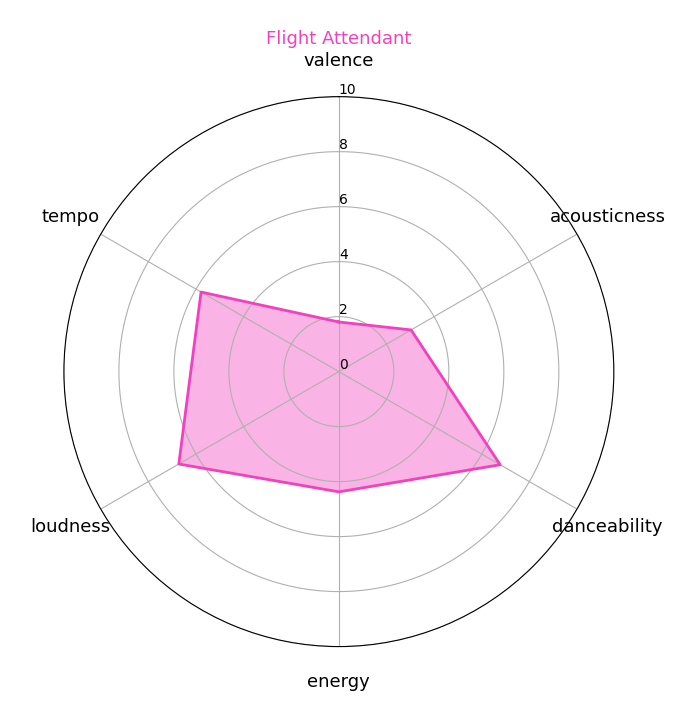 Flight Attendant
valence
10
8
tempo
acousticness
6
4
2
0
loudness
danceability
energy